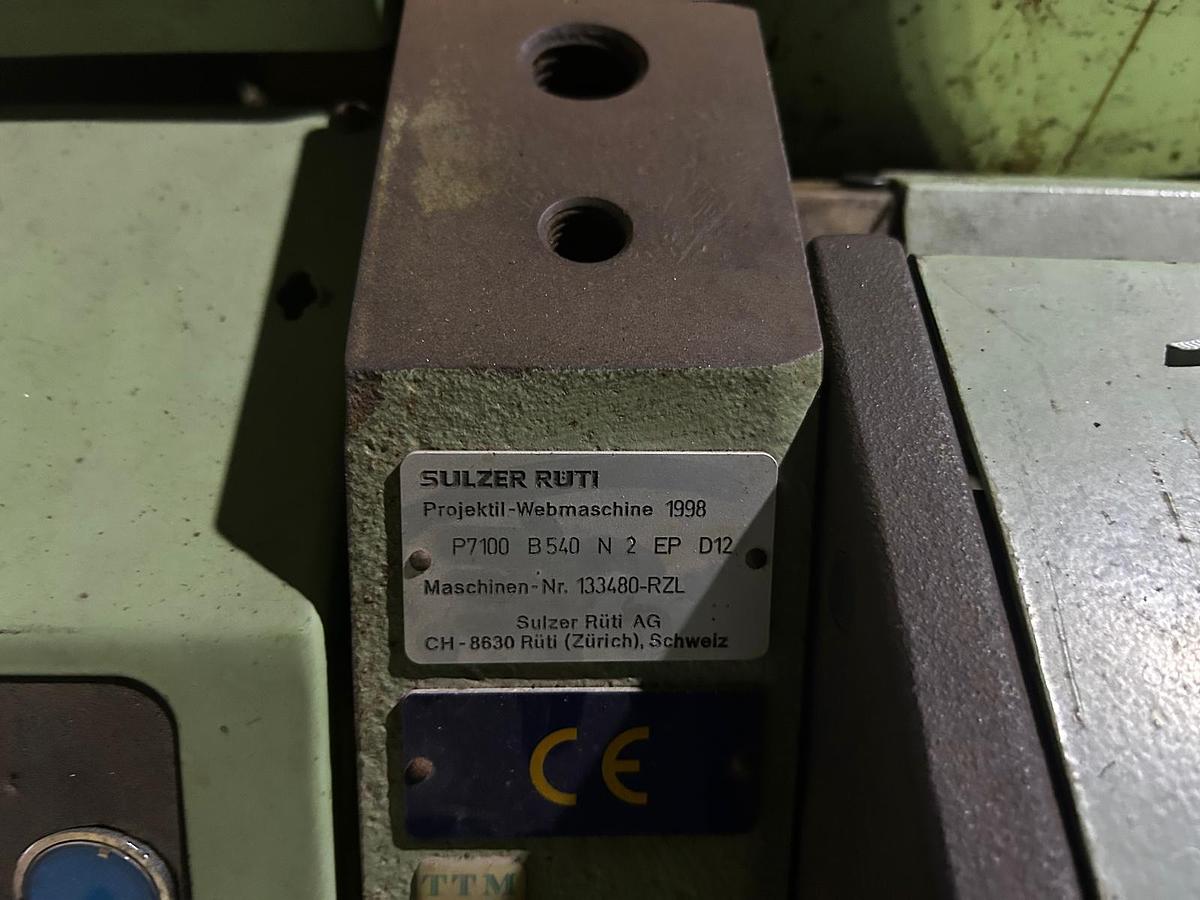 SULZER RÜTI
Projektil-Webmaschine 1998
P7100 B540 N 2 EP D12
Maschinen-Nr. 133480-RZL
Sulzer Rüti AG
CH-8630 Rüti (Zürich), Schweiz
CE
TTM